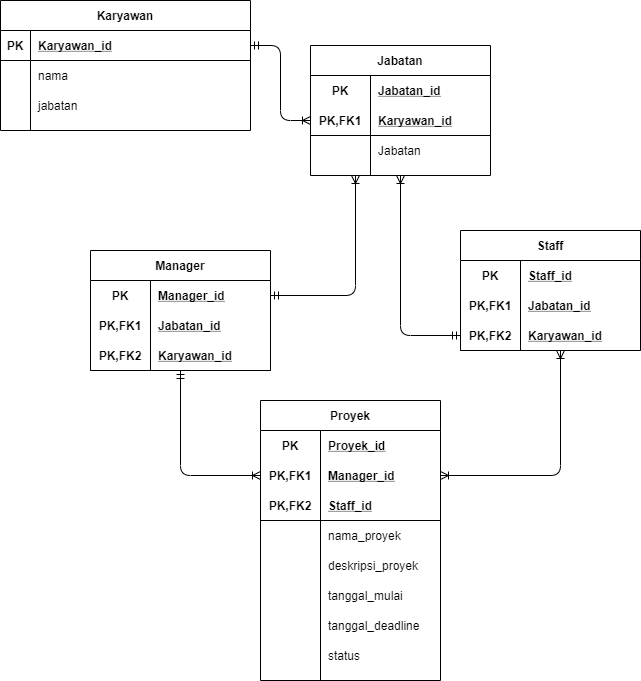 Karyawan
PK Karyawan_id
nama
jabatan
Jabatan
PK Jabatan_id
PK,FK1 Karyawan_id
Jabatan
Staff
PK Staff_id
PK,FK1 Jabatan_id
PK,FK2 Karyawan_id
Manager
PK Manager_id
PK,FK1 Jabatan_id
PK,FK2 Karyawan_id
Proyek
PK Proyek_id
PK,FK1 Manager_id
PK,FK2 Staff_id
nama_proyek
deskripsi_proyek
tanggal_mulai
tanggal_deadline
status